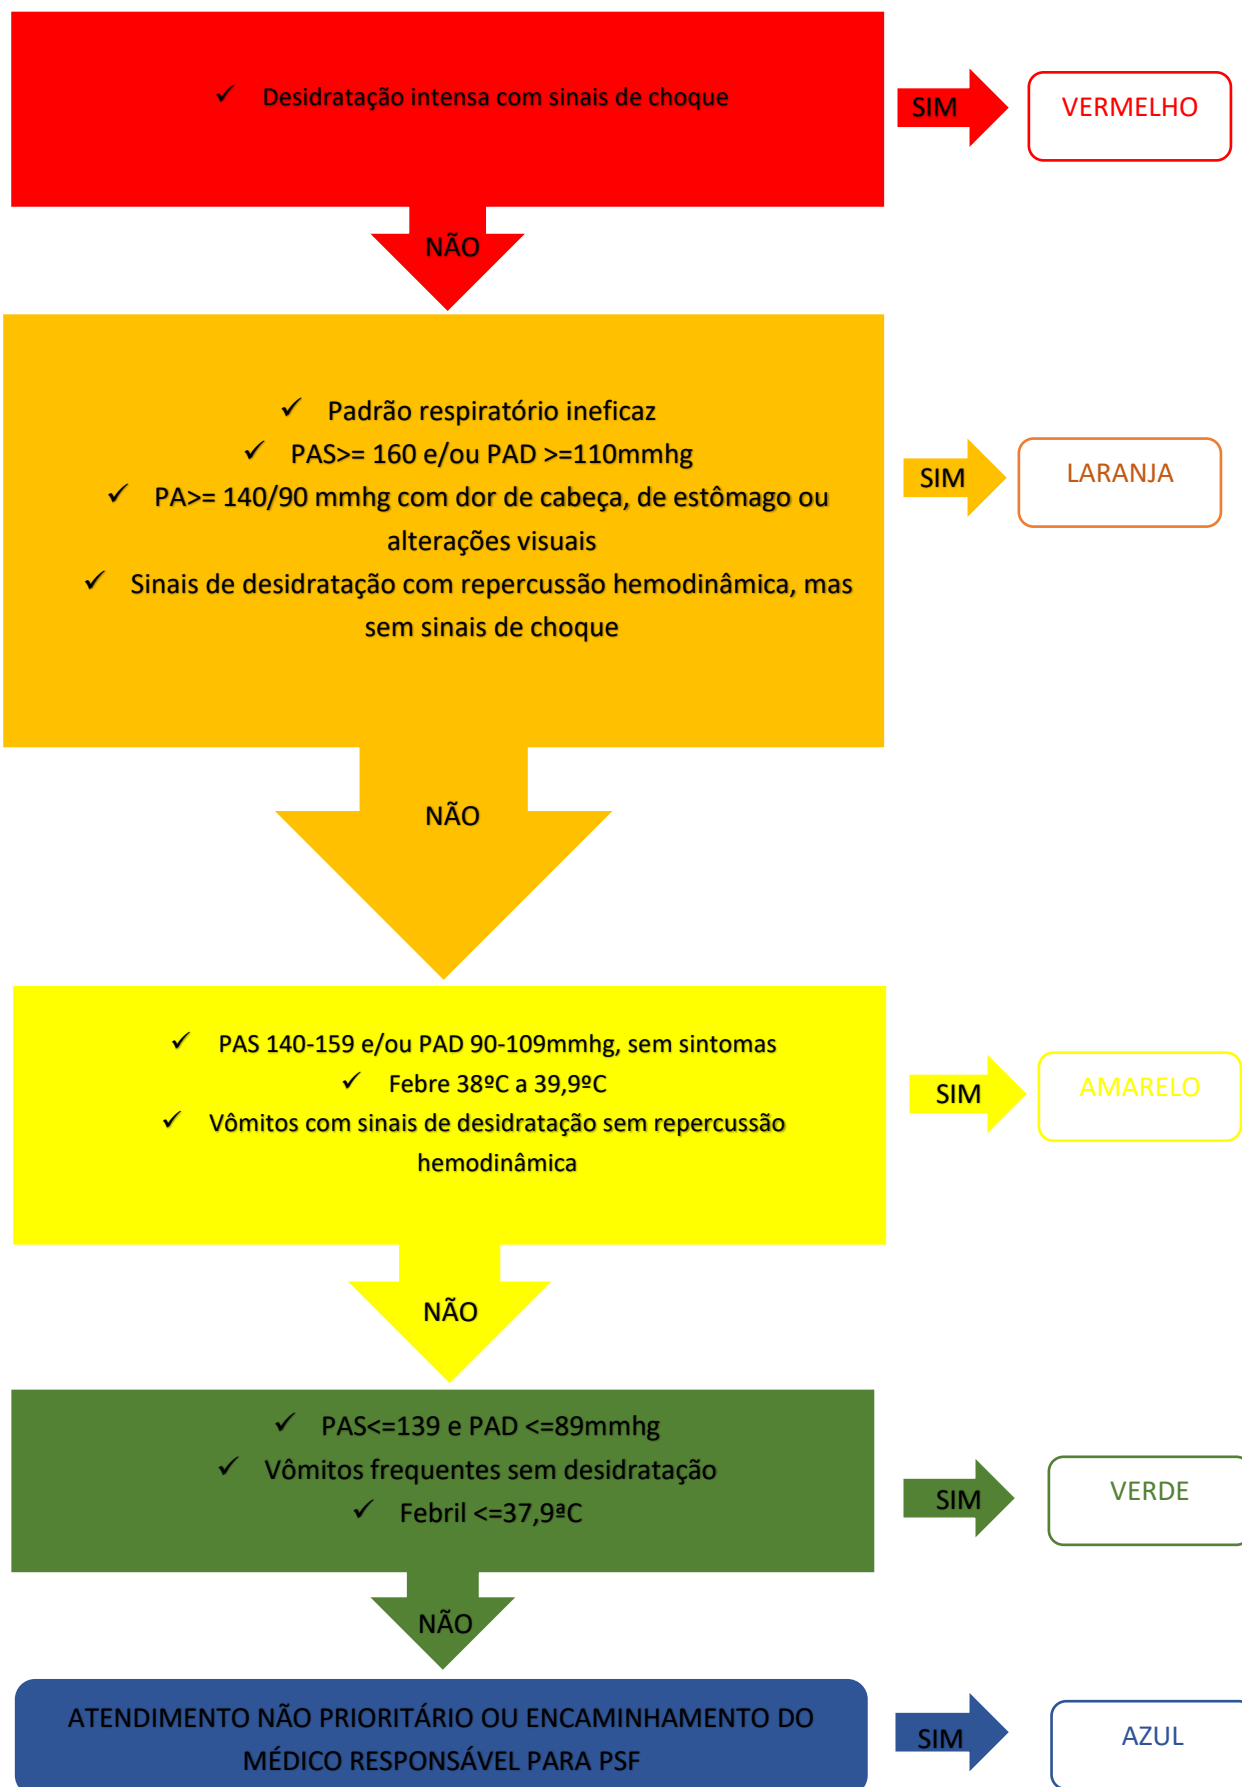 ✓ Desidratação intensa com sinais de choque
SIM
VERMELHO
NÃO
✓ Padrão respiratório ineficaz
✓ PAS>= 160 e/ou PAD >=110mmhg
✓ PA>= 140/90 mmhg com dor de cabeça, de estômago ou
alterações visuais
✓ Sinais de desidratação com repercussão hemodinâmica, mas
sem sinais de choque
SIM
LARANJA
NÃO
✓ PAS 140-159 e/ou PAD 90-109mmhg, sem sintomas
✓ Febre 38ºC a 39,9ºC
✓ Vômitos com sinais de desidratação sem repercussão
hemodinâmica
SIM
AMARELO
NÃO
✓ PAS<=139 e PAD <=89mmhg
✓ Vômitos frequentes sem desidratação
✓ Febril <=37,9ªC
SIM
VERDE
NÃO
ATENDIMENTO NÃO PRIORITÁRIO OU ENCAMINHAMENTO DO
MÉDICO RESPONSÁVEL PARA PSF
SIM
AZUL